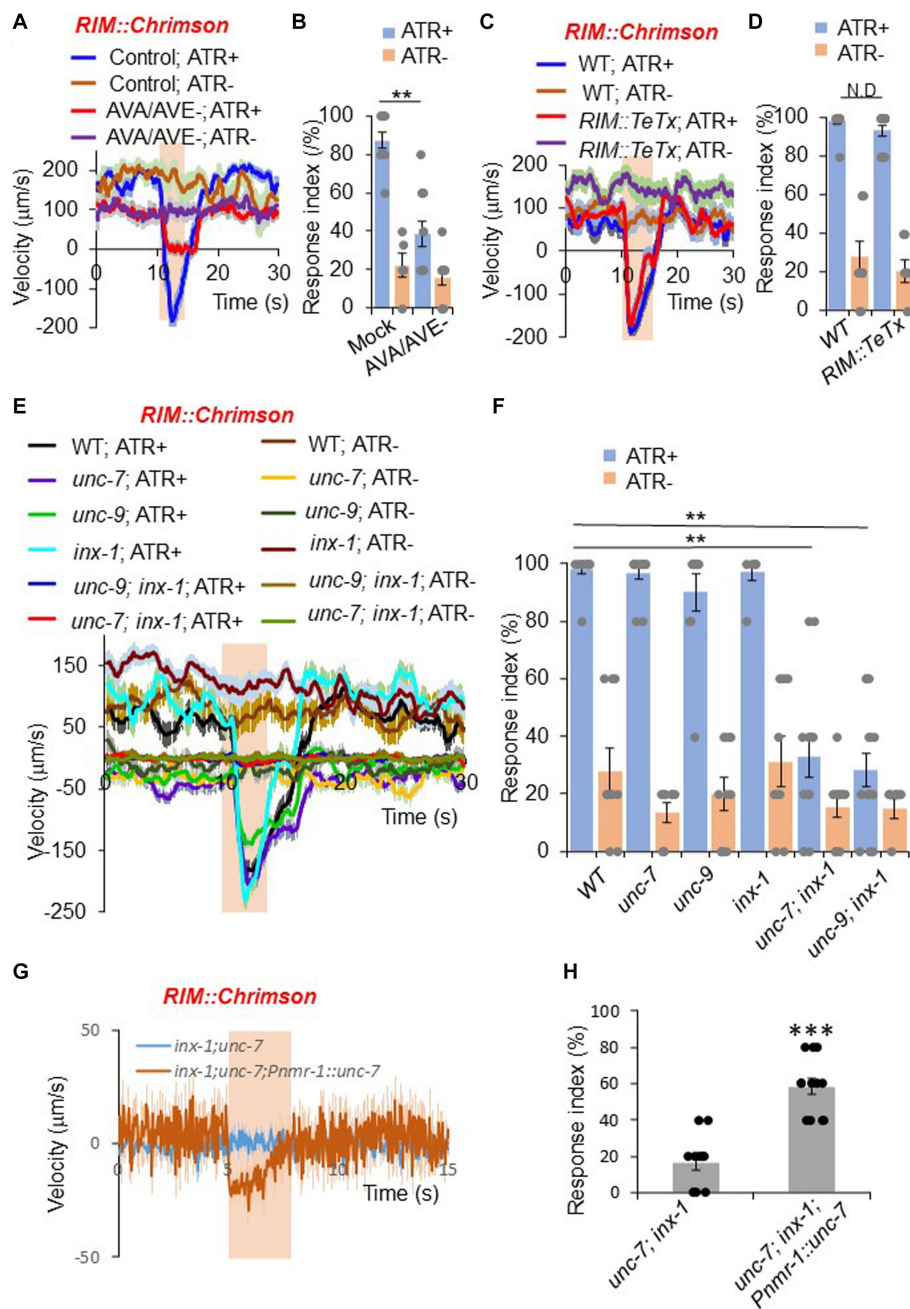 A
RIM::Chrimson
Control; ATR+
Control; ATR-
AVA/AVE-; ATR+
AVA/AVE-; ATR-
Velocity (µm/s)
200
100
0
-100
-200
0
10
20
30
Time (s)
B
ATR+
ATR-
**
Response index (/%)
100
80
60
40
20
0
Mock
AVA/AVE-
C
RIM::Chrimson
WT; ATR+
WT; ATR-
RIM::TeTx; ATR+
RIM::TeTx; ATR-
Velocity (µm/s)
200
100
0
-100
-200
0
10
20
30
Time (s)
D
ATR+
ATR-
N.D
Response index (%)
100
80
60
40
20
0
WT
RIM::TeTx
E
RIM::Chrimson
WT; ATR+
WT; ATR-
unc-7; ATR+
unc-7; ATR-
unc-9; ATR+
unc-9; ATR-
inx-1; ATR+
inx-1; ATR-
unc-9; inx-1; ATR+
unc-9; inx-1; ATR-
unc-7; inx-1; ATR+
unc-7; inx-1; ATR-
Velocity (µm/s)
150
50
-50
-150
-250
0
10
20
30
Time (s)
F
ATR+
ATR-
**
**
Response index (%)
100
80
60
40
20
0
WT
unc-7
unc-9
inx-1
unc-7; inx-1
unc-9; inx-1
G
RIM::Chrimson
inx-1;unc-7
inx-1;unc-7;Pnmr-1::unc-7
Velocity (µm/s)
50
0
-50
0
5
10
15
Time (s)
H
***
Response index (%)
100
80
60
40
20
0
unc-7; inx-1
unc-7; inx-1;
Pnmr-1::unc-7